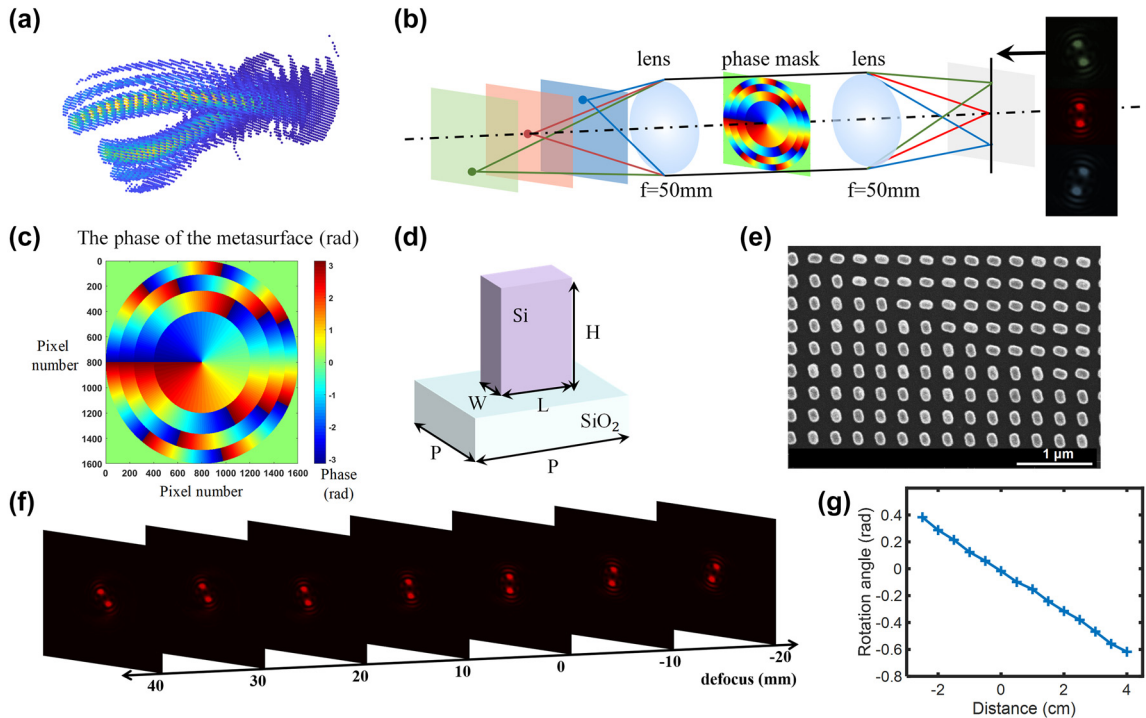 (a)
(b)
lens
phase mask
lens
f=50mm
f=50mm
(c)
The phase of the metasurface (rad)
0
200
400
600
800
1000
1200
1400
1600
Pixel
number
0 200 400 600 800 1000 1200 1400 1600
Pixel number
3
2
1
0
-1
-2
-3
Phase
(rad)
(d)
Si
H
W
L
SiO2
P
P
(e)
1 μm
(f)
40
30
20
10
0
-10
-20
defocus (mm)
(g)
Rotation angle (rad)
0.4
0.2
0
-0.2
-0.4
-0.6
-0.8
-2 0 2 4
Distance (cm)